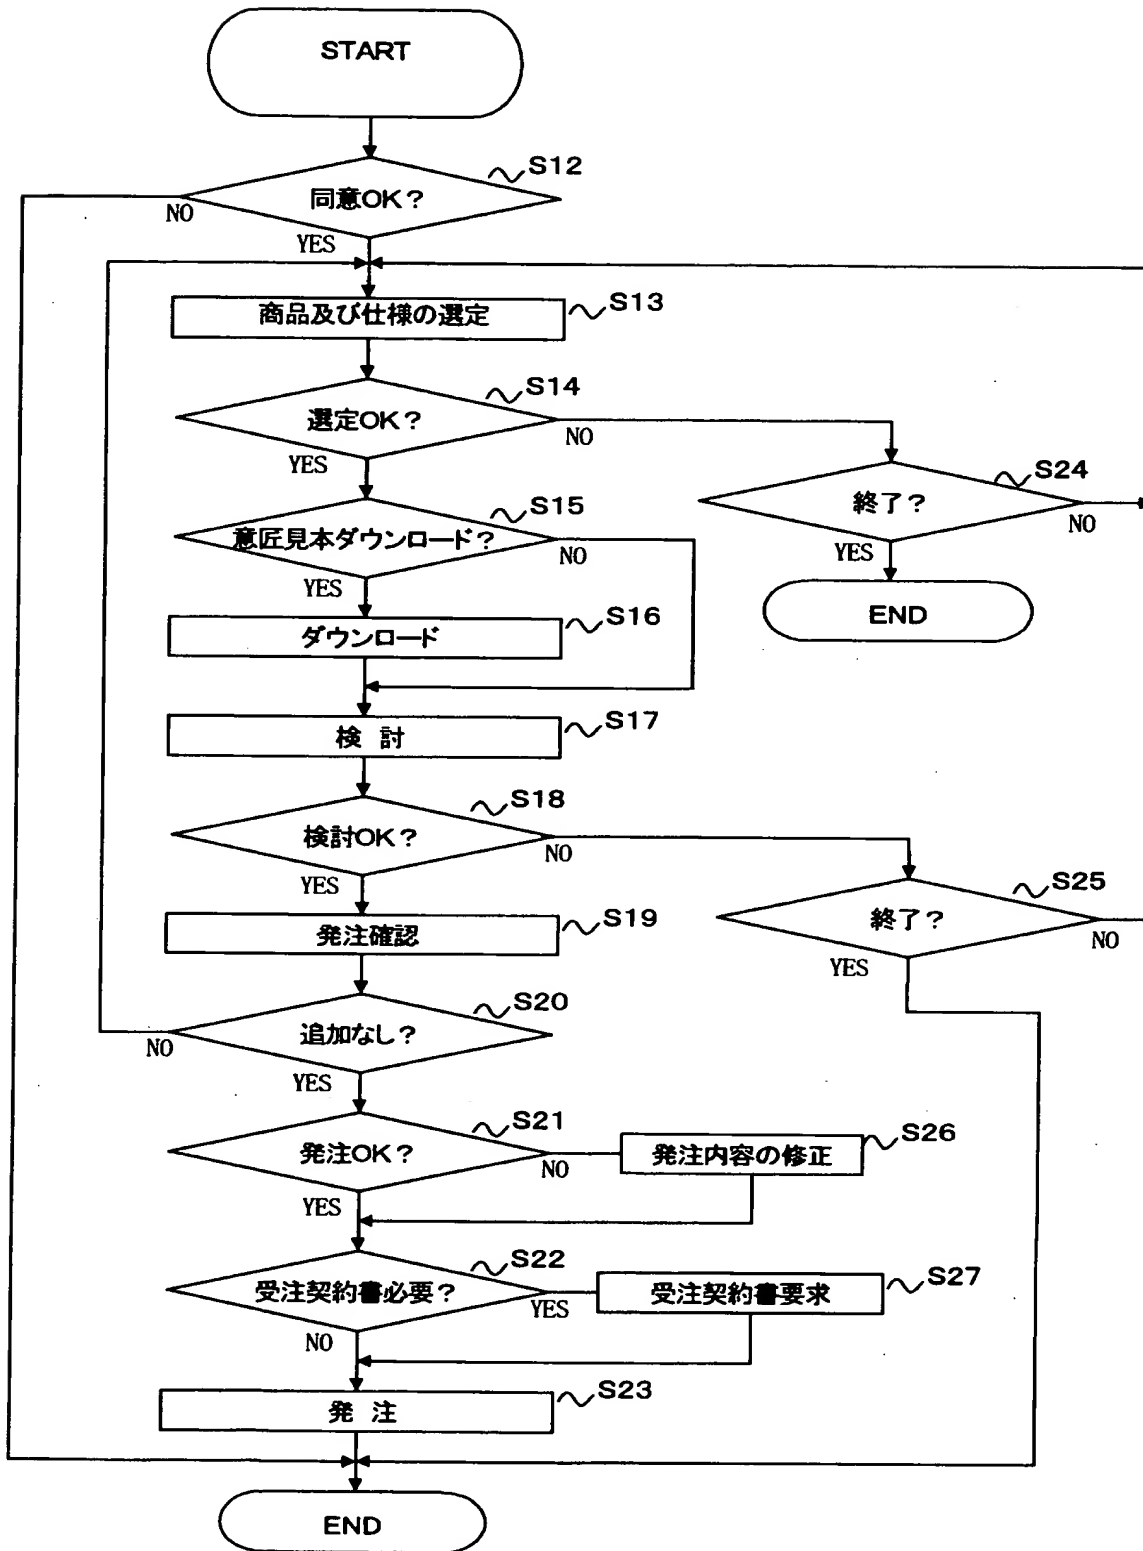 START
S12
同意OK？
NO
YES
商品及び仕様の選定
S13
S14
選定OK？
NO
YES
S24
終了？
NO
YES
END
S15
意匠見本ダウンロード？
NO
YES
ダウンロード
S16
検 討
S17
S18
検討OK？
NO
YES
S25
終了？
NO
YES
発注確認
S19
S20
追加なし？
NO
YES
S21
発注OK？
NO
YES
発注内容の修正
S26
S22
受注契約書必要？
YES
NO
受注契約書要求
S27
発 注
S23
END